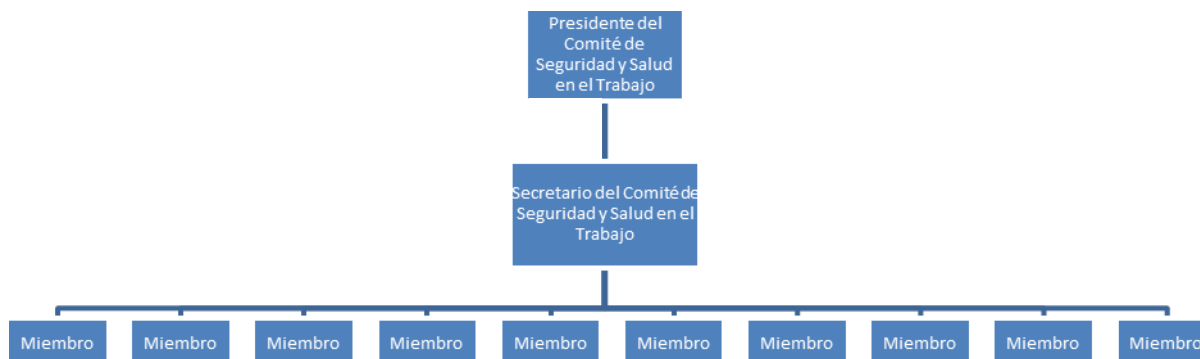 Presidente del
Comité de
Seguridad y Salud
en el Trabajo
Secretario del Comité de
Seguridad y Salud en el
Trabajo
Miembro Miembro Miembro Miembro Miembro Miembro Miembro Miembro Miembro Miembro